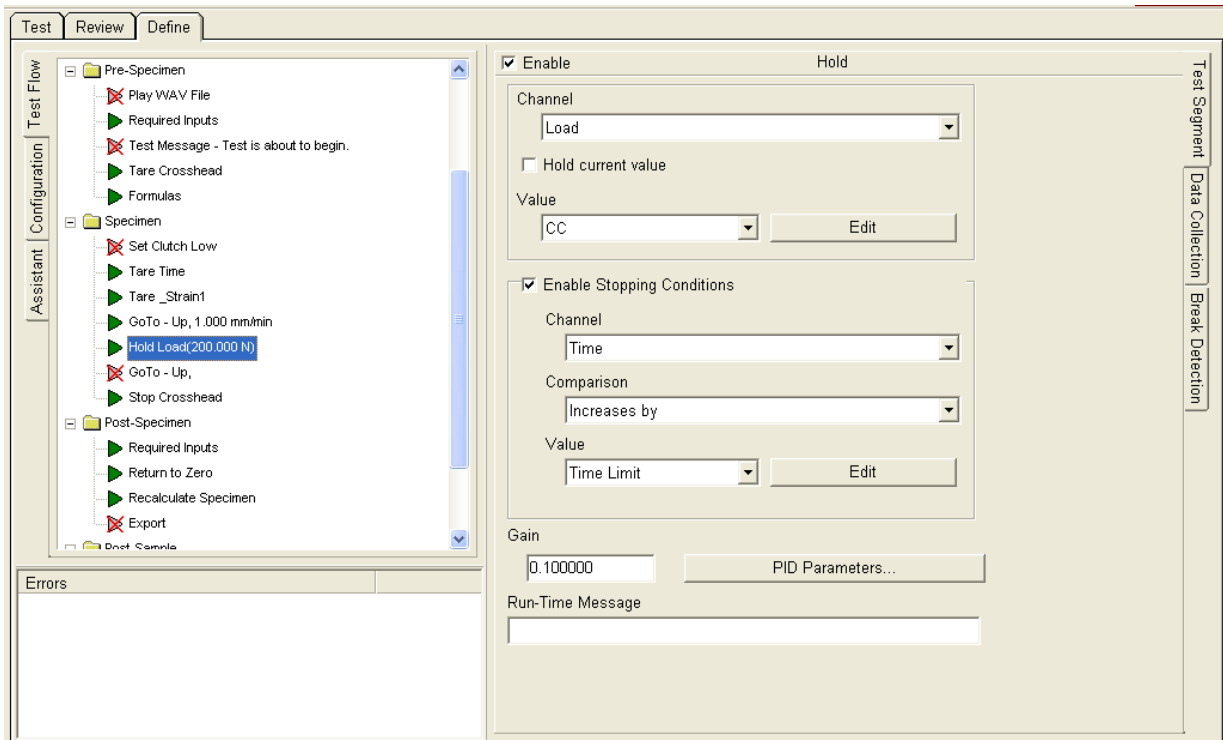 Test Review Define
Test Flow
Configuration
Assistant
Pre-Specimen
Play WAV File
Required Inputs
Test Message - Test is about to begin.
Tare Crosshead
Formulas
Specimen
Set Clutch Low
Tare Time
Tare _Strain1
GoTo - Up, 1.000 mm/min
Hold Load(200.000 N)
GoTo - Up,
Stop Crosshead
Post-Specimen
Required Inputs
Return to Zero
Recalculate Specimen
Export
Post-Sample
Errors
Enable Hold
Channel
Load
Hold current value
Value
CC Edit
Enable Stopping Conditions
Channel
Time
Comparison
Increases by
Value
Time Limit Edit
Gain
0.100000 PID Parameters...
Run-Time Message
Test Segment
Data Collection
Break Detection